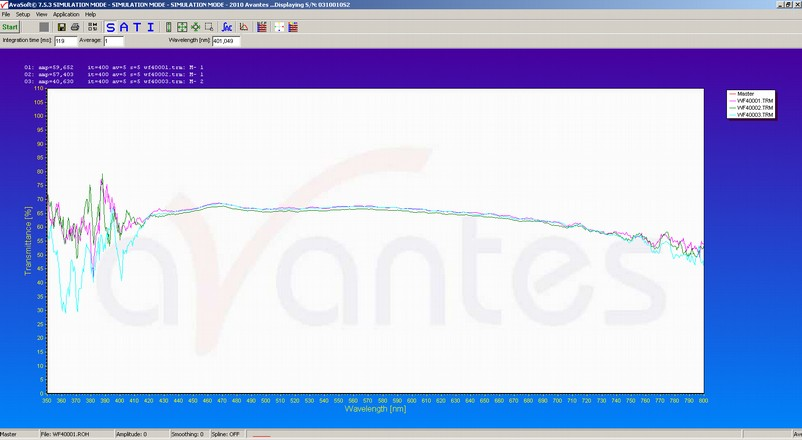 AvaSoft© 7.5.3 SIMULATION MODE - SIMULATION MODE - SIMULATION MODE - 2010 Avantes ...Displaying S/N: 0310010S2
File Setup View Application Help
Start S A T I
Integration time [ms]: 119 Average: 1 Wavelength [nm]: 401,049
01: amp=59,652 it=400 av=5 s=5 wf40001.trm: M- 1
02: amp=57,403 it=400 av=5 s=5 wf40002.trm: M- 1
03: amp=40,630 it=400 av=5 s=5 wf40003.trm: M- 2
Master
WF40001.TRM
WF40002.TRM
WF40003.TRM
110
105
100
95
90
85
80
75
70
65
60
55
50
45
40
35
30
25
20
15
10
5
0
Transmittance [%]
avantes
350 360 370 380 390 400 410 420 430 440 450 460 470 480 490 500 510 520 530 540 550 560 570 580 590 600 610 620 630 640 650 660 670 680 690 700 710 720 730 740 750 760 770 780 790 800
Wavelength [nm]
Master File: WF40001.ROH Amplitude: 0 Smoothing: 0 Spline: OFF